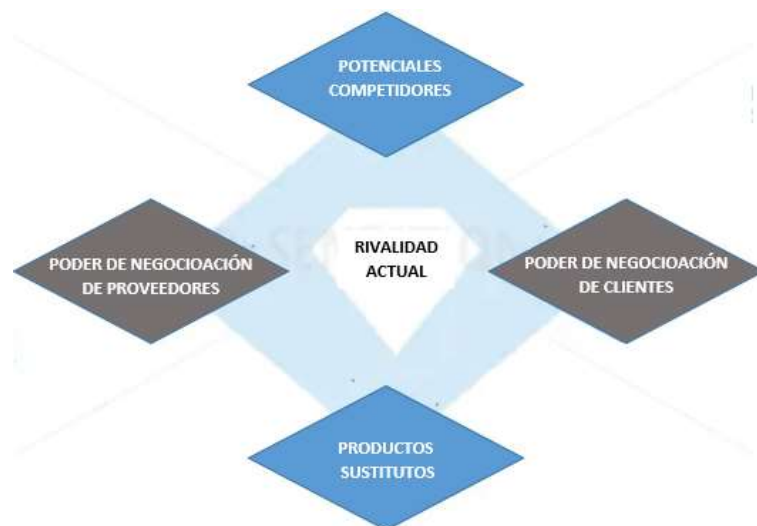 POTENCIALES
COMPETIDORES
RIVALIDAD
ACTUAL
PODER DE NEGOCIOACIÓN
DE PROVEEDORES
PODER DE NEGOCIOACIÓN
DE CLIENTES
PRODUCTOS
SUSTITUTOS